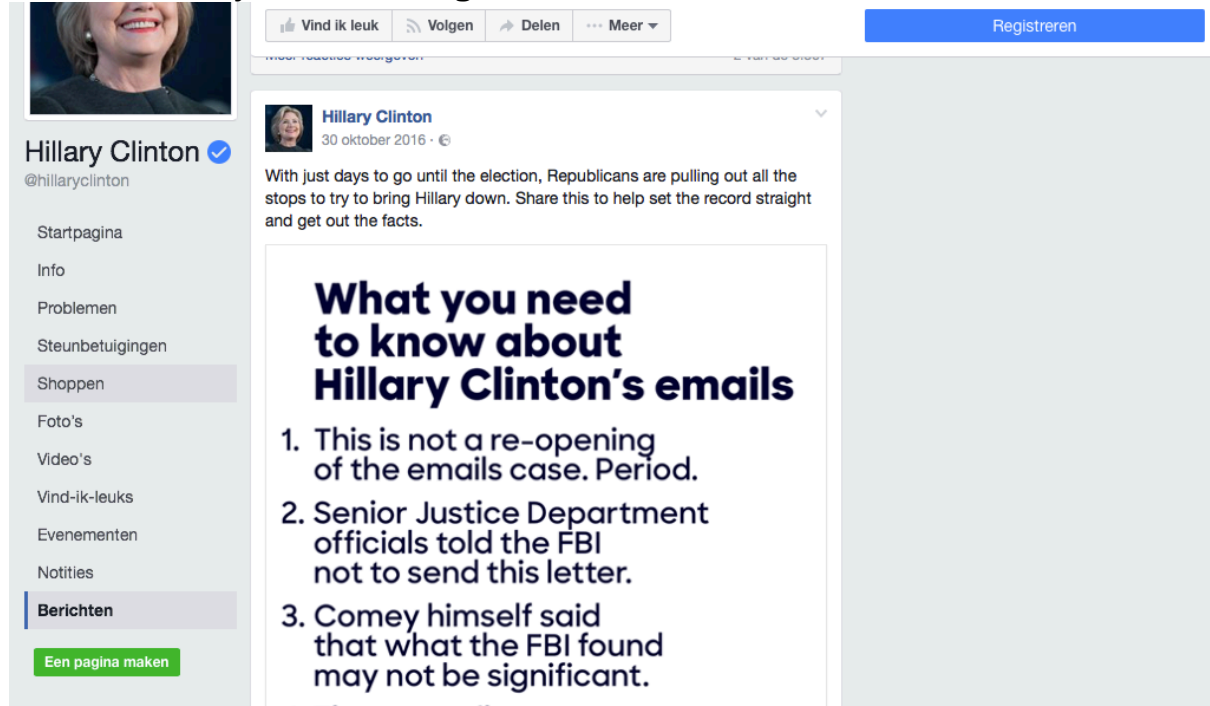 Vind ik leuk
Volgen
Delen
Meer
Registreren
Hillary Clinton
@hillaryclinton
Startpagina
Info
Problemen
Steunbetuigingen
Shoppen
Foto's
Video's
Vind-ik-leuks
Evenementen
Notities
Berichten
Een pagina maken
Hillary Clinton
30 oktober 2016 ·
With just days to go until the election, Republicans are pulling out all the
stops to try to bring Hillary down. Share this to help set the record straight
and get out the facts.
What you need
to know about
Hillary Clinton's emails
1. This is not a re-opening
of the emails case. Period.
2. Senior Justice Department
officials told the FBI
not to send this letter.
3. Comey himself said
that what the FBI found
may not be significant.